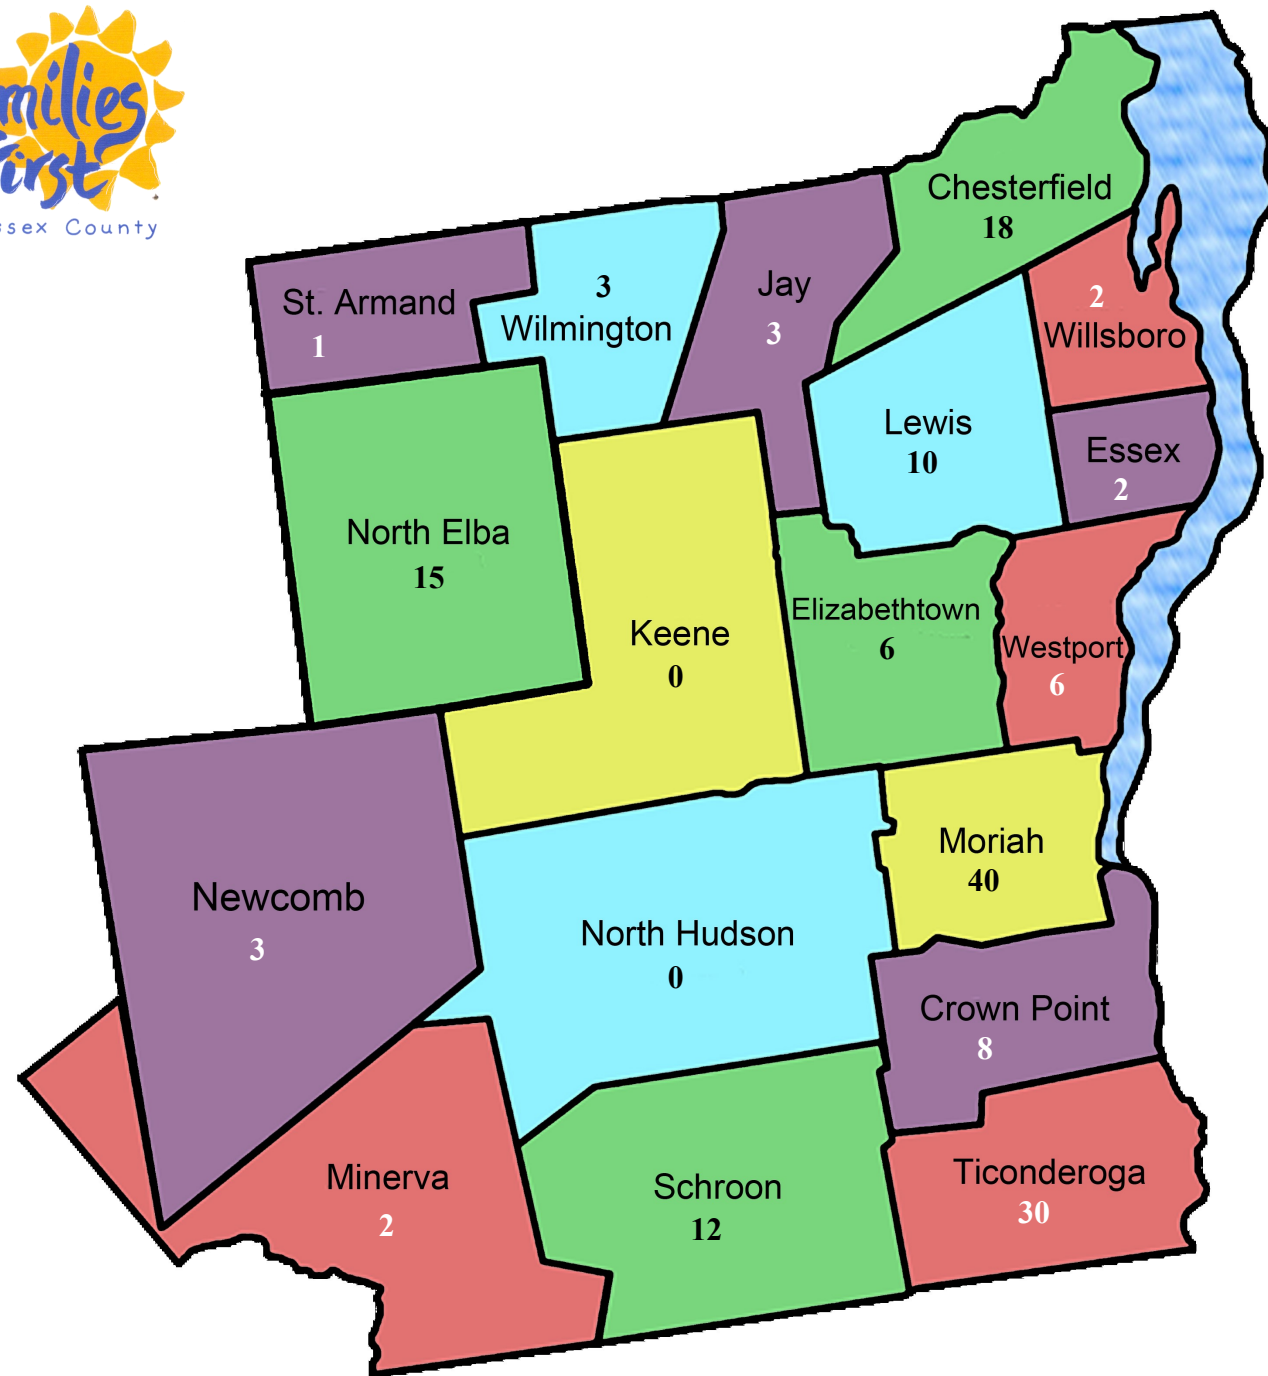 milies
First
ssex County
Chesterfield
18
St. Armand
1
3
Wilmington
Jay
3
2
Willsboro
Lewis
10
Essex
2
North Elba
15
Keene
0
Elizabethtown
6
Westport
6
Moriah
40
Newcomb
3
North Hudson
0
Crown Point
8
Minerva
2
Schroon
12
Ticonderoga
30